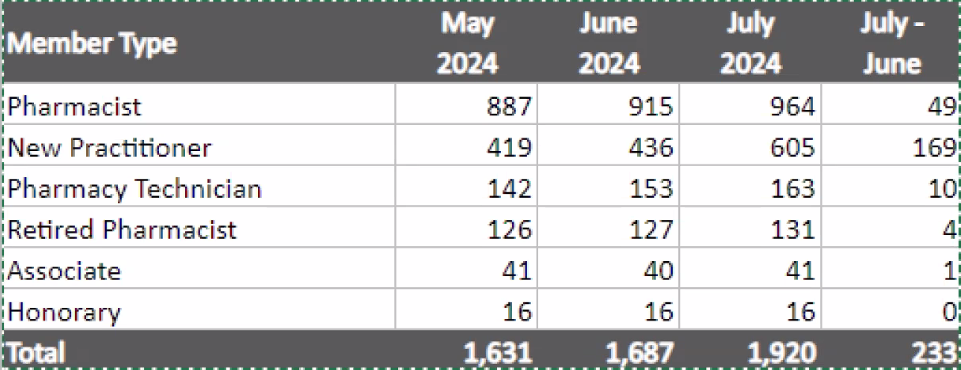 Member Type May 2024 June 2024 July 2024 July - June
Pharmacist 887 915 964 49
New Practitioner 419 436 605 169
Pharmacy Technician 142 153 163 10
Retired Pharmacist 126 127 131 4
Associate 41 40 41 1
Honorary 16 16 16 0
Total 1,631 1,687 1,920 233